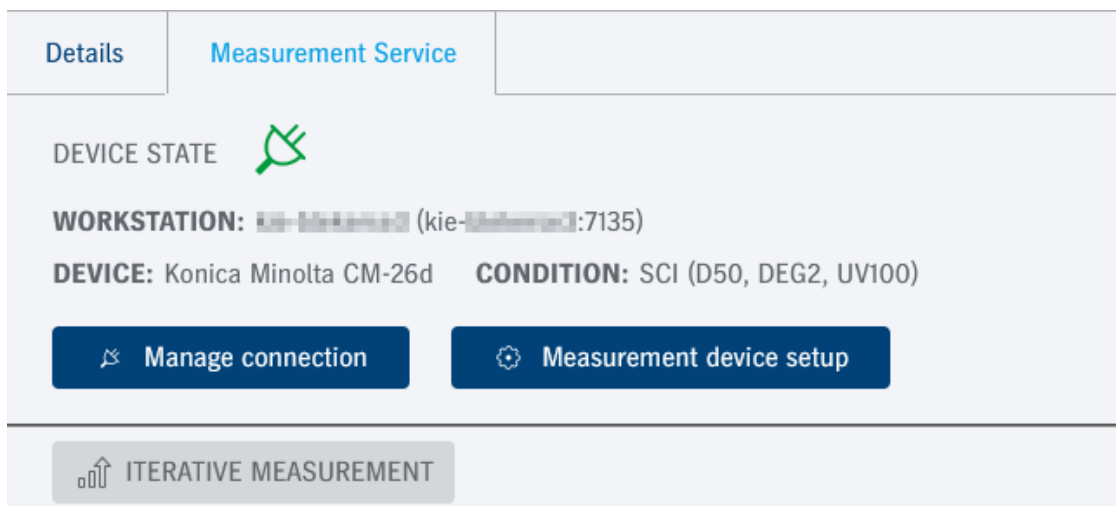 Details Measurement Service
DEVICE STATE
WORKSTATION: (kie- :7135)
DEVICE: Konica Minolta CM-26d CONDITION: SCI (D50, DEG2, UV100)
Manage connection Measurement device setup
ITERATIVE MEASUREMENT